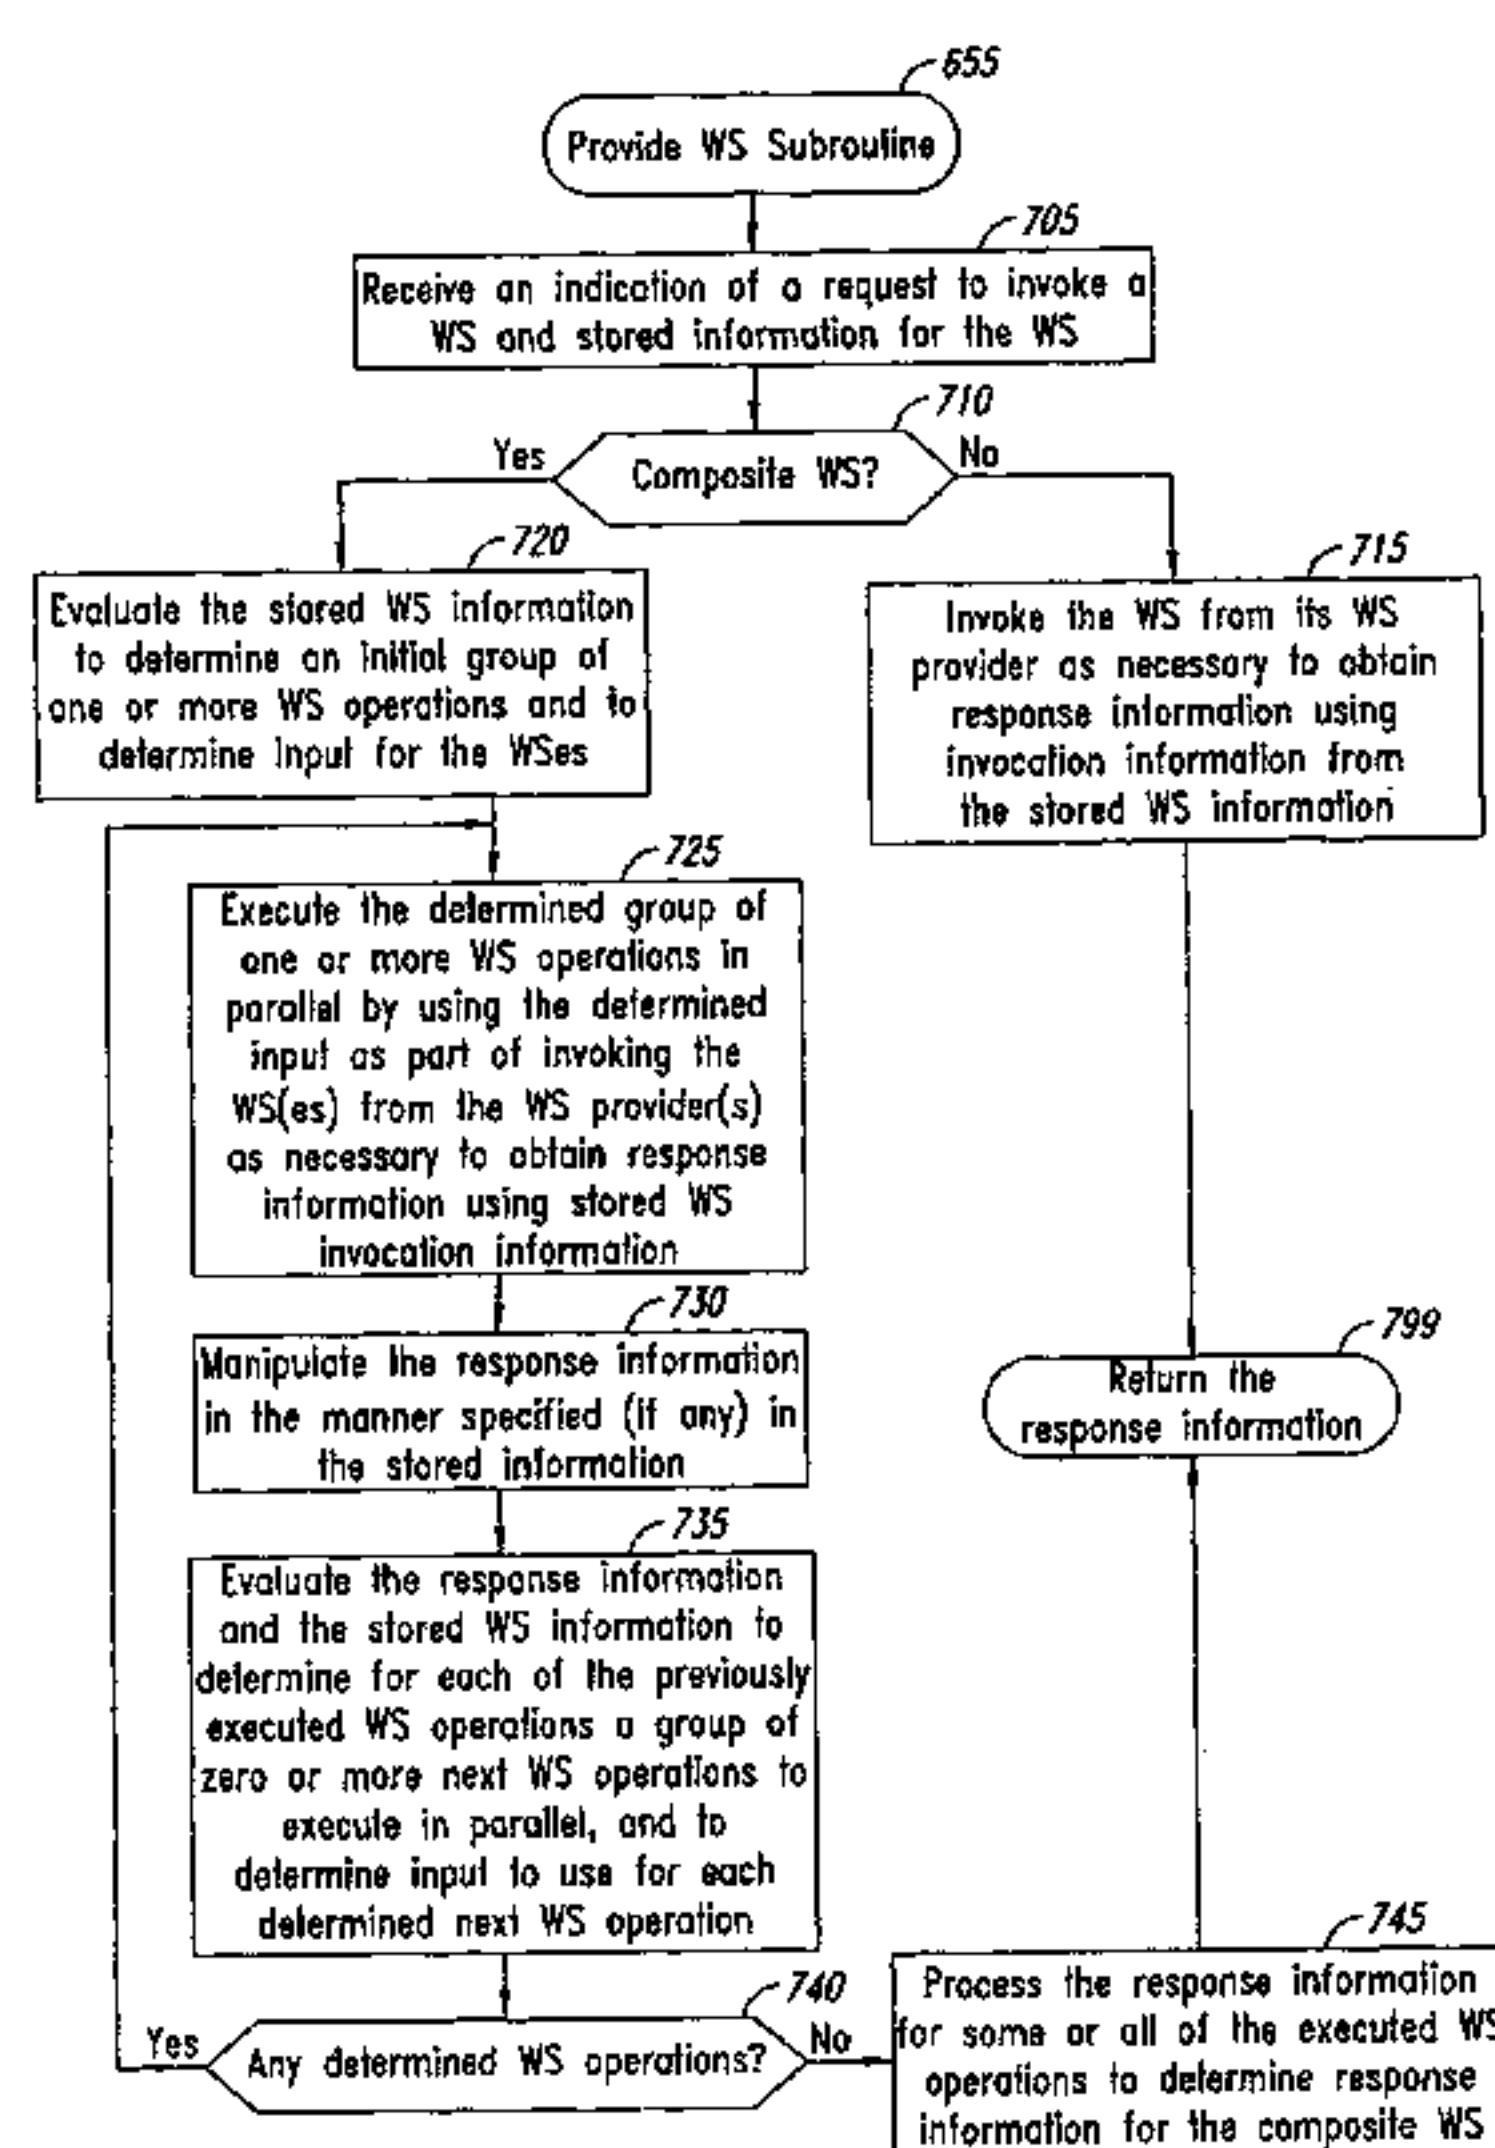 655
Provide WS Subroutine
705
Receive an indication of a request to invoke a
WS and stored information for the WS
710
Yes
Composite WS?
No
720
Evaluate the stored WS information
to determine an initial group of
one or more WS operations and to
determine input for the WSes
715
Invoke the WS from its WS
provider as necessary to obtain
response information using
invocation information from
the stored WS information
725
Execute the determined group of
one or more WS operations in
parallel by using the determined
input as part of invoking the
WS(es) from the WS provider(s)
as necessary to obtain response
information using stored WS
invocation information
730
Manipulate the response information
in the manner specified (if any) in
the stored information
799
Return the
response information
735
Evaluate the response information
and the stored WS information to
determine for each of the previously
executed WS operations a group of
zero or more next WS operations to
execute in parallel, and to
determine input to use for each
determined next WS operation
740
Yes
Any determined WS operations?
No
745
Process the response information
for some or all of the executed WS
operations to determine response
information for the composite WS